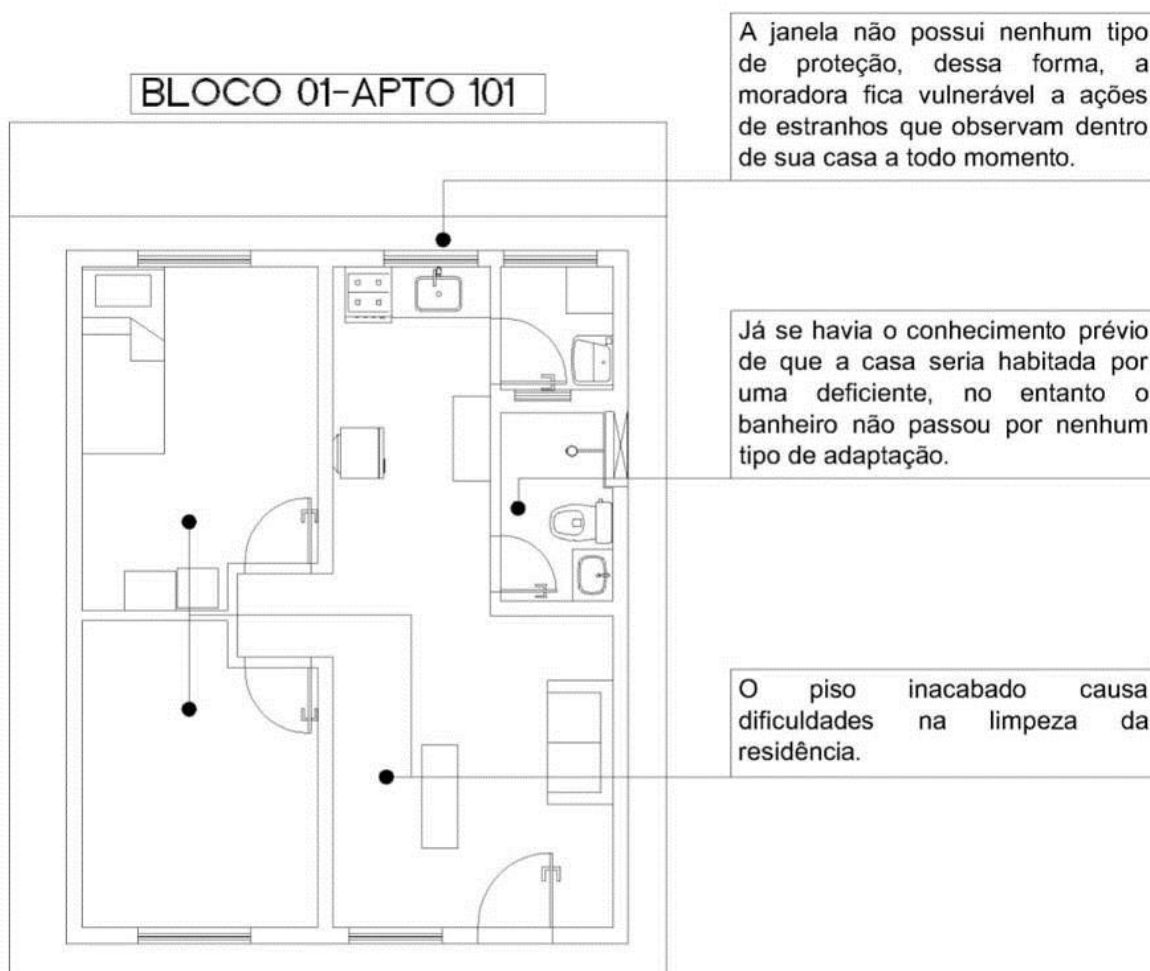 BLOCO 01-APTO 101
A janela não possui nenhum tipo
de proteção, dessa forma, a
moradora fica vulnerável a ações
de estranhos que observam dentro
de sua casa a todo momento.
Já se havia o conhecimento prévio
de que a casa seria habitada por
uma deficiente, no entanto o
banheiro não passou por nenhum
tipo de adaptação.
O piso inacabado causa
dificuldades na limpeza da
residência.